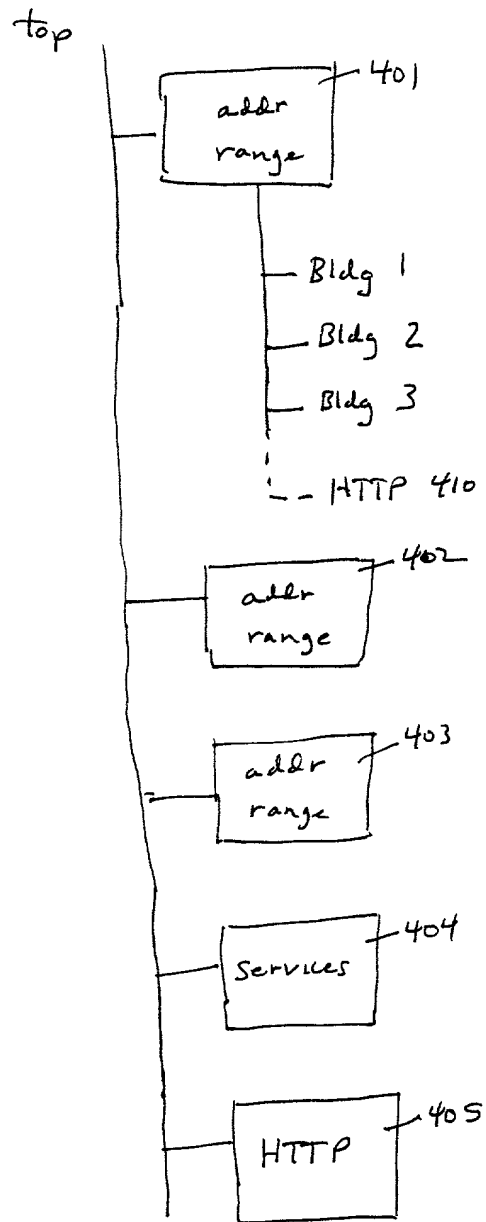 top
401
addr
range
Bldg 1
Bldg 2
Bldg 3
HTTP 410
402
addr
range
403
addr
range
404
Services
405
HTTP